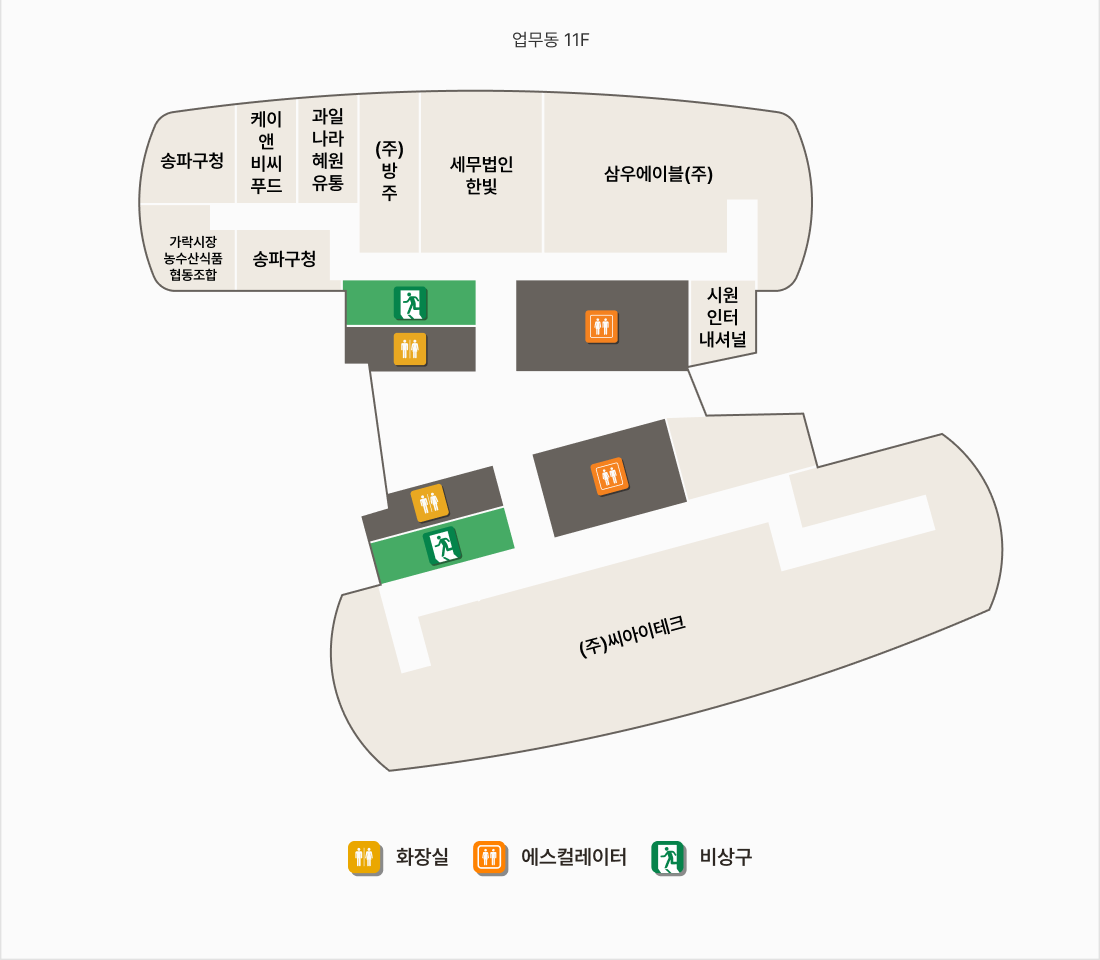 업무동 11F
송파구청
케이
앤
비씨
푸드
과일
나라
혜원
유통
(주)
방
주
세무법인
한빛
삼우에이블(주)
가락시장
농수산식품
협동조합
송파구청
시원
인터
내셔널
(주)씨아이테크
화장실
에스컬레이터
비상구